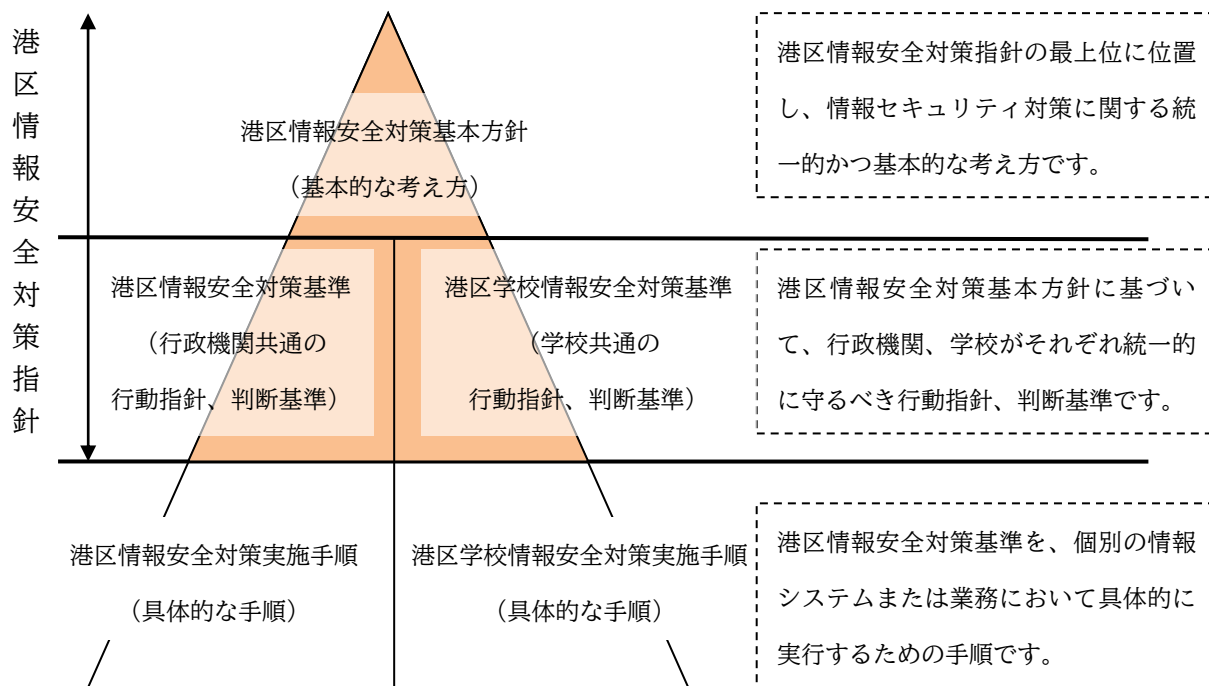 港区情報安全対策指針
港区情報安全対策基本方針
（基本的な考え方）
港区情報安全対策指針の最上位に位置
し、情報セキュリティ対策に関する統
一的かつ基本的な考え方です。
港区情報安全対策基準
（行政機関共通の
行動指針、判断基準）
港区学校情報安全対策基準
（学校共通の
行動指針、判断基準）
港区情報安全対策基本方針に基づい
て、行政機関、学校がそれぞれ統一的
に守るべき行動指針、判断基準です。
港区情報安全対策実施手順
（具体的な手順）
港区学校情報安全対策実施手順
（具体的な手順）
港区情報安全対策基準を、個別の情報
システムまたは業務において具体的に
実行するための手順です。